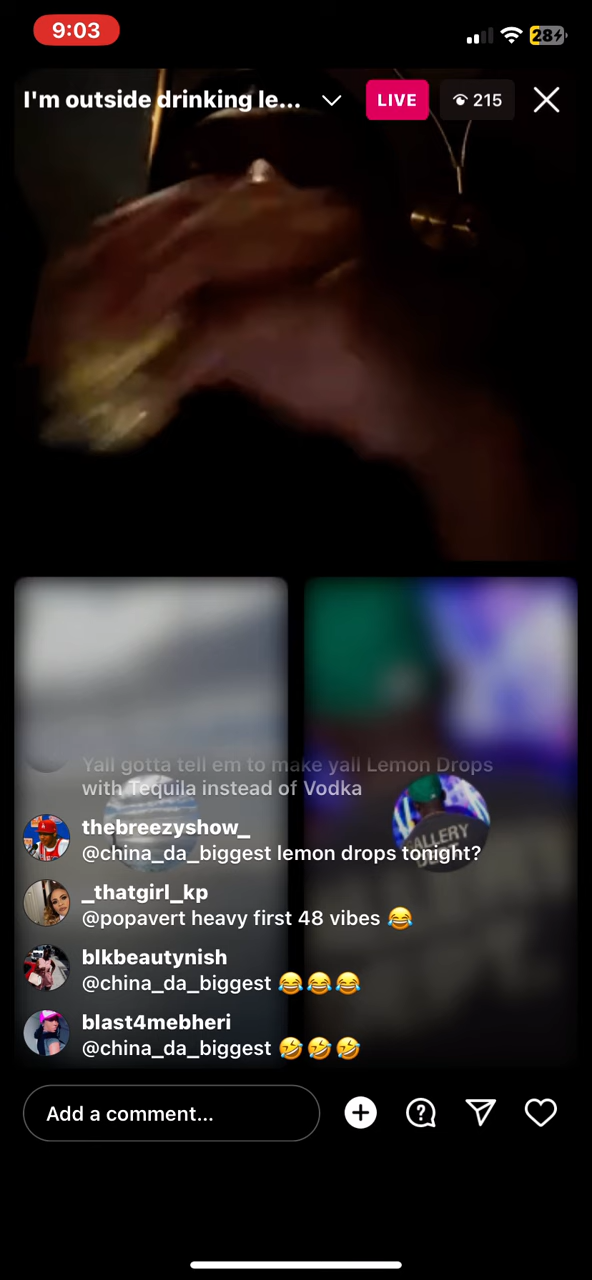 9:03
28
I'm outside drinking le...
LIVE
215
Yall gotta tell em to make yall Lemon Drops
with Tequila instead of Vodka
thebreezyshow_
@china_da_biggest lemon drops tonight?
ALLERY
_thatgirl_kp
@popavert heavy first 48 vibes 😂
blkbeautynish
@china_da_biggest 😂😂😂
blast4mebheri
@china_da_biggest 🤣🤣🤣
Add a comment...